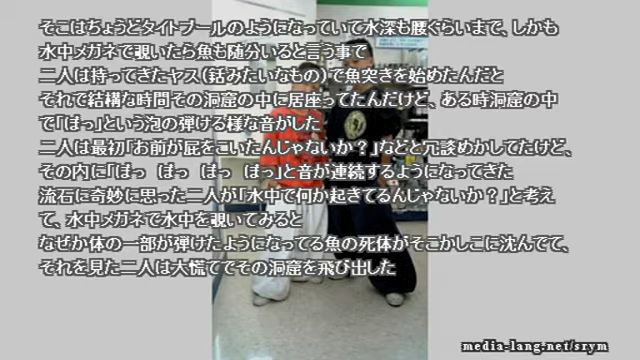 そこはちょうどタイトプールのようになっていて水深も腰ぐらいまで、しかも
水中メガネで覗いたら魚も随分いると言う事で
二人は持ってきたヤス（銛みたいなもの）で魚突きを始めたんだと
それで結構な時間その洞窟の中に居座ってたんだけど、ある時洞窟の中
で「ぼっ」という泡の弾ける様な音がした
二人は最初「お前が屁をこいたんじゃないか？」などと冗談めかしてたけど、
その内に「ぼっ　ぼっ　ぼっ　ぼっ」と音が連続するようになってきた
流石に奇妙に思った二人が「水中で何か起きてるんじゃないか？」と考え
て、水中メガネで水中を覗いてみると
なぜか体の一部が弾けたようになってる魚の死体がそこかしこに沈んでて、
それを見た二人は大慌ててその洞窟を飛び出した
media-lang.net/srym